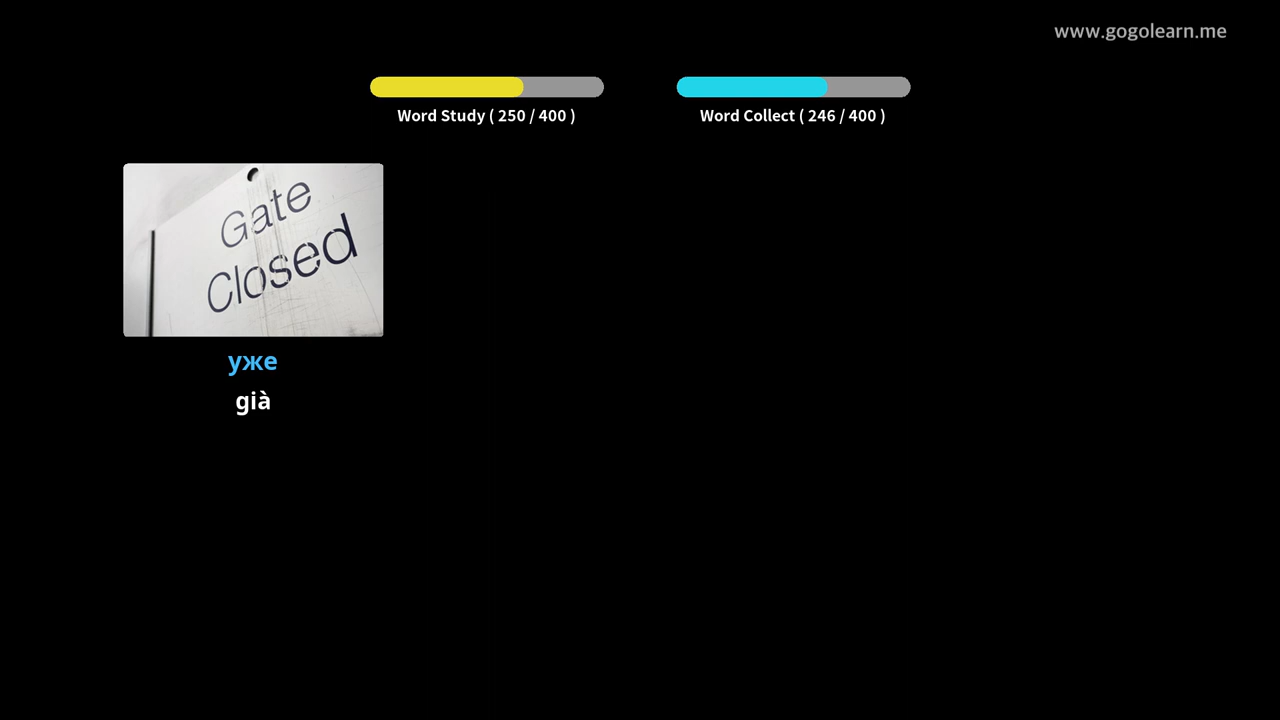 www.gogolearn.me
Word Study ( 250 / 400 )
Word Collect ( 246 / 400 )
Gate
Closed
уже
già